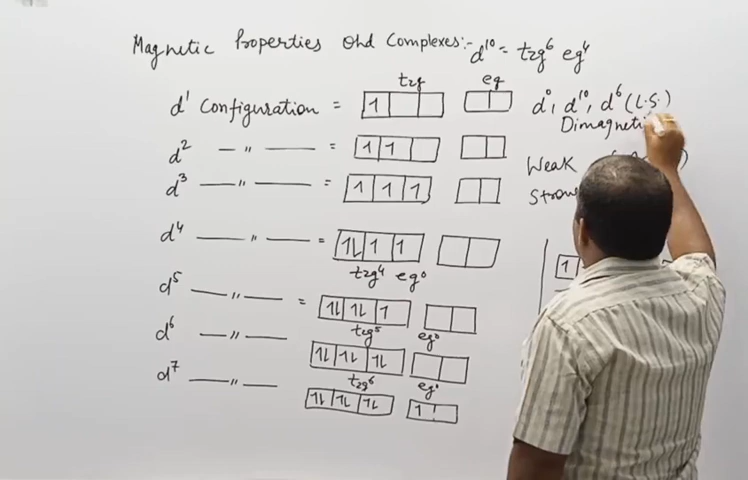 Magnetic Properties Ohd Complexes:- d¹⁰ = t₂g⁶ eg⁴
t₂g eg
d¹ Configuration = 1
d⁰, d¹⁰, d⁶ (L.S.)
Dimagneti
d² — " — = 1 1
Weak
d³ — " — = 1 1 1
d⁴ — " — = 1L 1 1
t₂g⁴ eg⁰
1
d⁵ — " — = 1L 1L 1
t₂g⁵ eg⁰
d⁶ — " — 1L 1L 1L
t₂g⁶ eg⁰
d⁷ — " — 1L 1L 1L 1